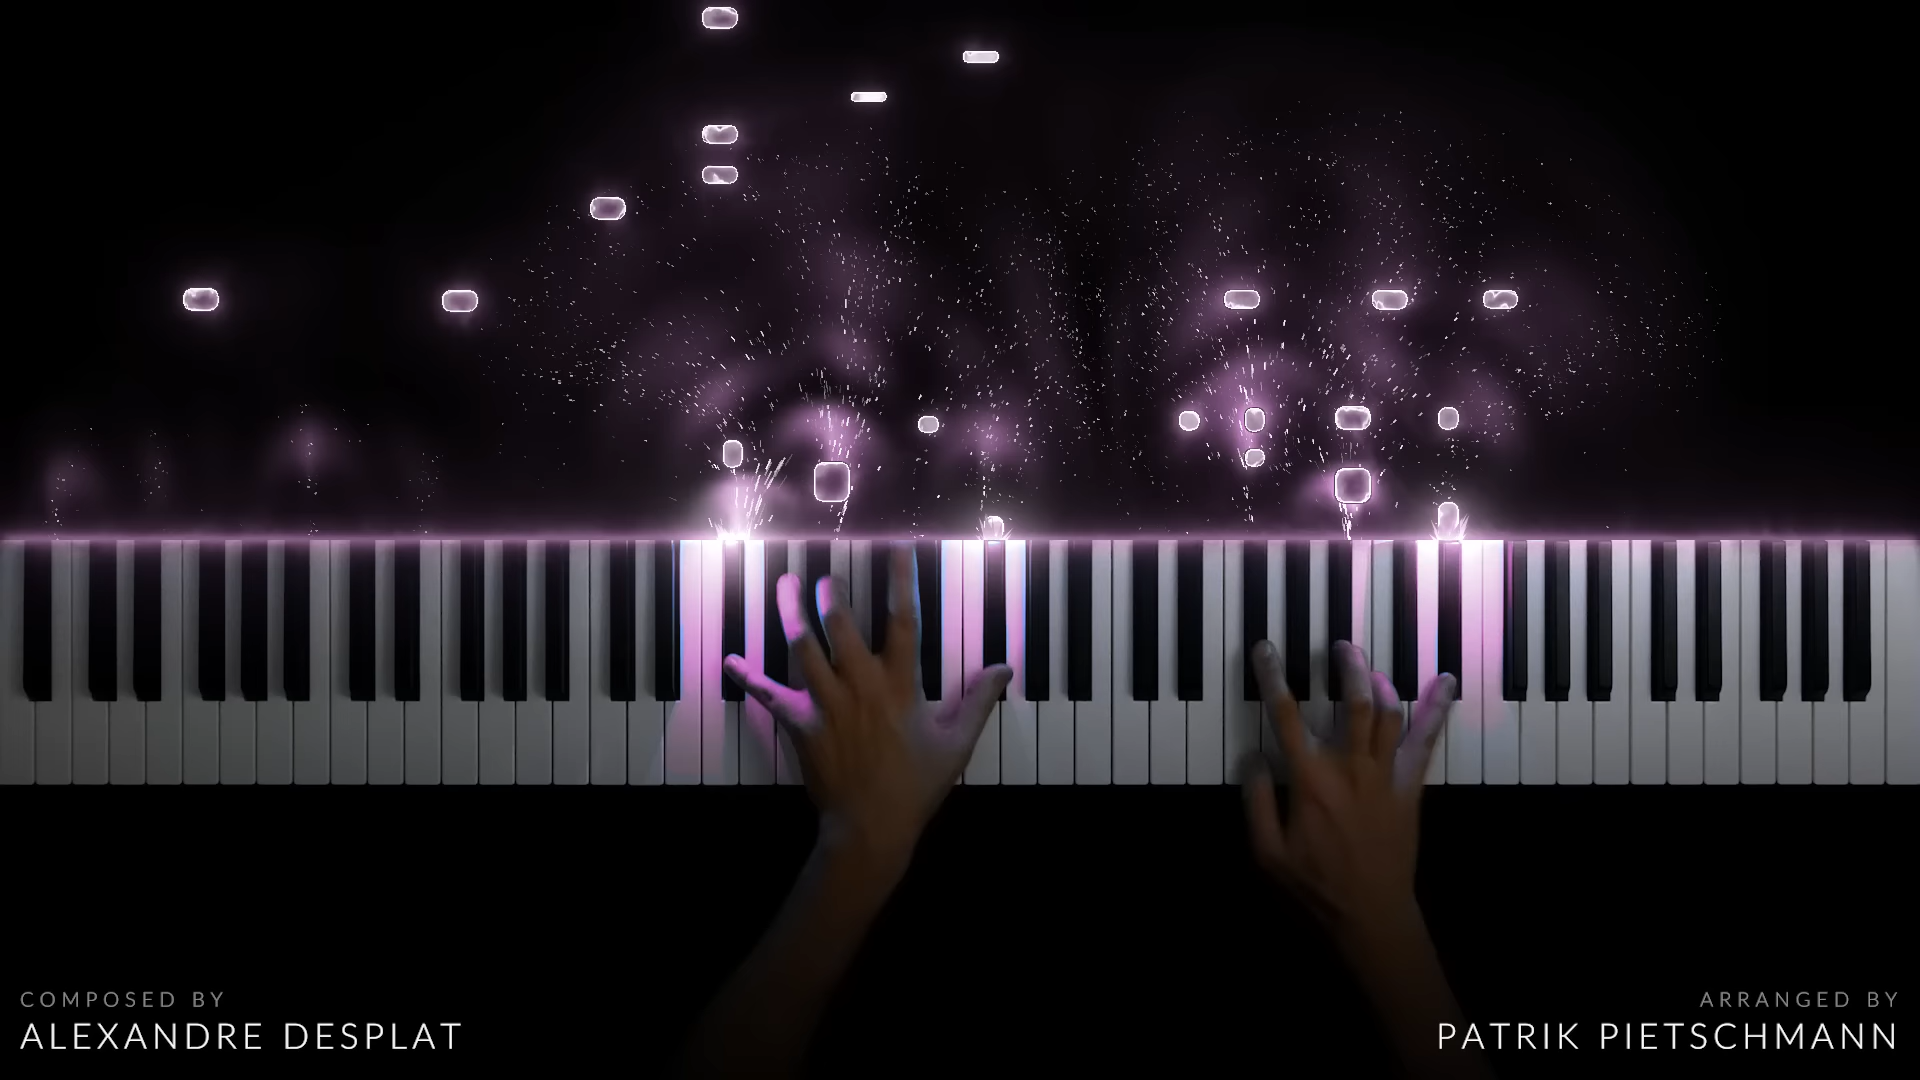 COMPOSED BY
ALEXANDRE DESPLAT
ARRANGED BY
PATRIK PIETSCHMANN